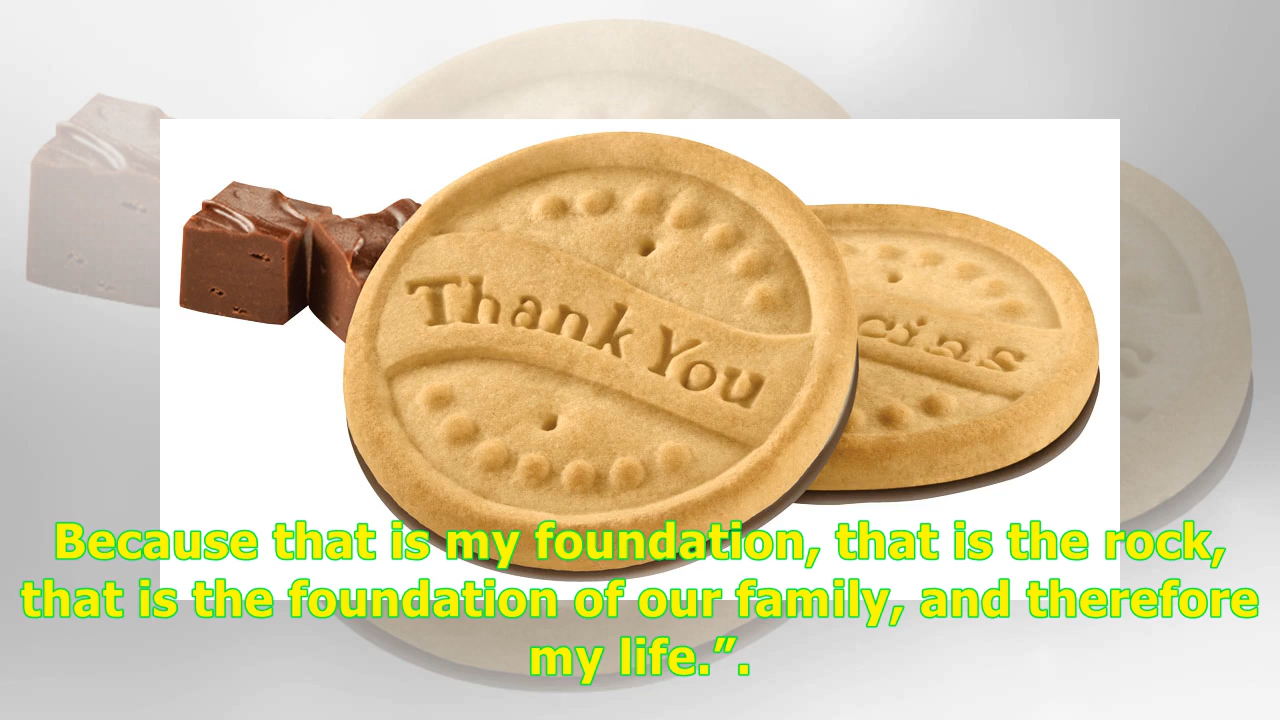 Thank You
cias
Because that is my foundation, that is the rock,
that is the foundation of our family, and therefore
my life.”.